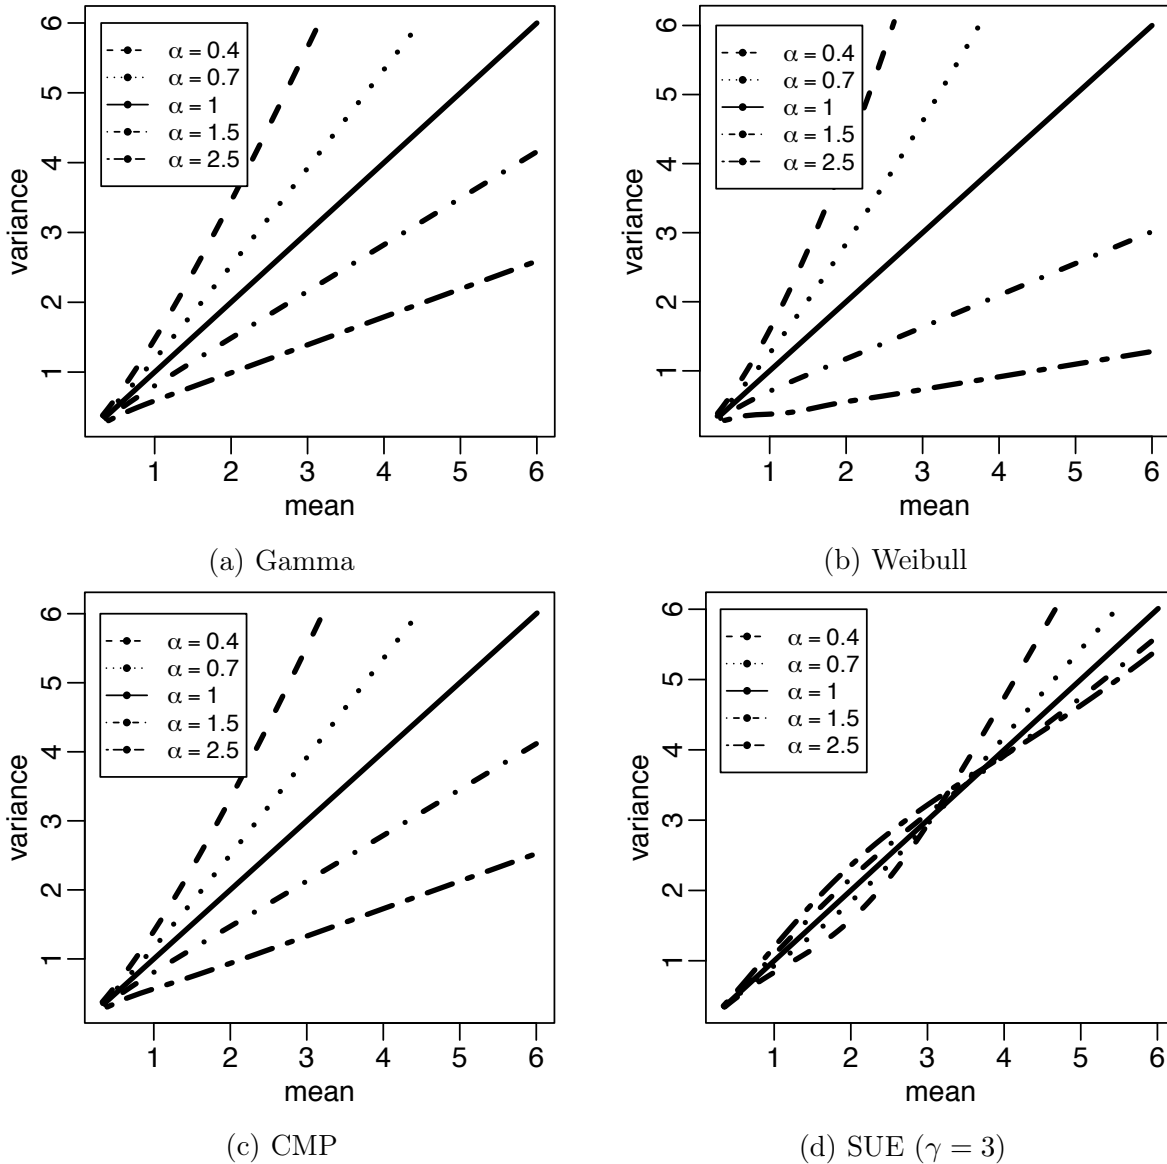 6
5
4
3
2
1
variance
α = 0.4
α = 0.7
α = 1
α = 1.5
α = 2.5
1 2 3 4 5 6
mean
(a) Gamma
6
5
4
3
2
1
variance
α = 0.4
α = 0.7
α = 1
α = 1.5
α = 2.5
1 2 3 4 5 6
mean
(b) Weibull
6
5
4
3
2
1
variance
α = 0.4
α = 0.7
α = 1
α = 1.5
α = 2.5
1 2 3 4 5 6
mean
(c) CMP
6
5
4
3
2
1
variance
α = 0.4
α = 0.7
α = 1
α = 1.5
α = 2.5
1 2 3 4 5 6
mean
(d) SUE (γ = 3)